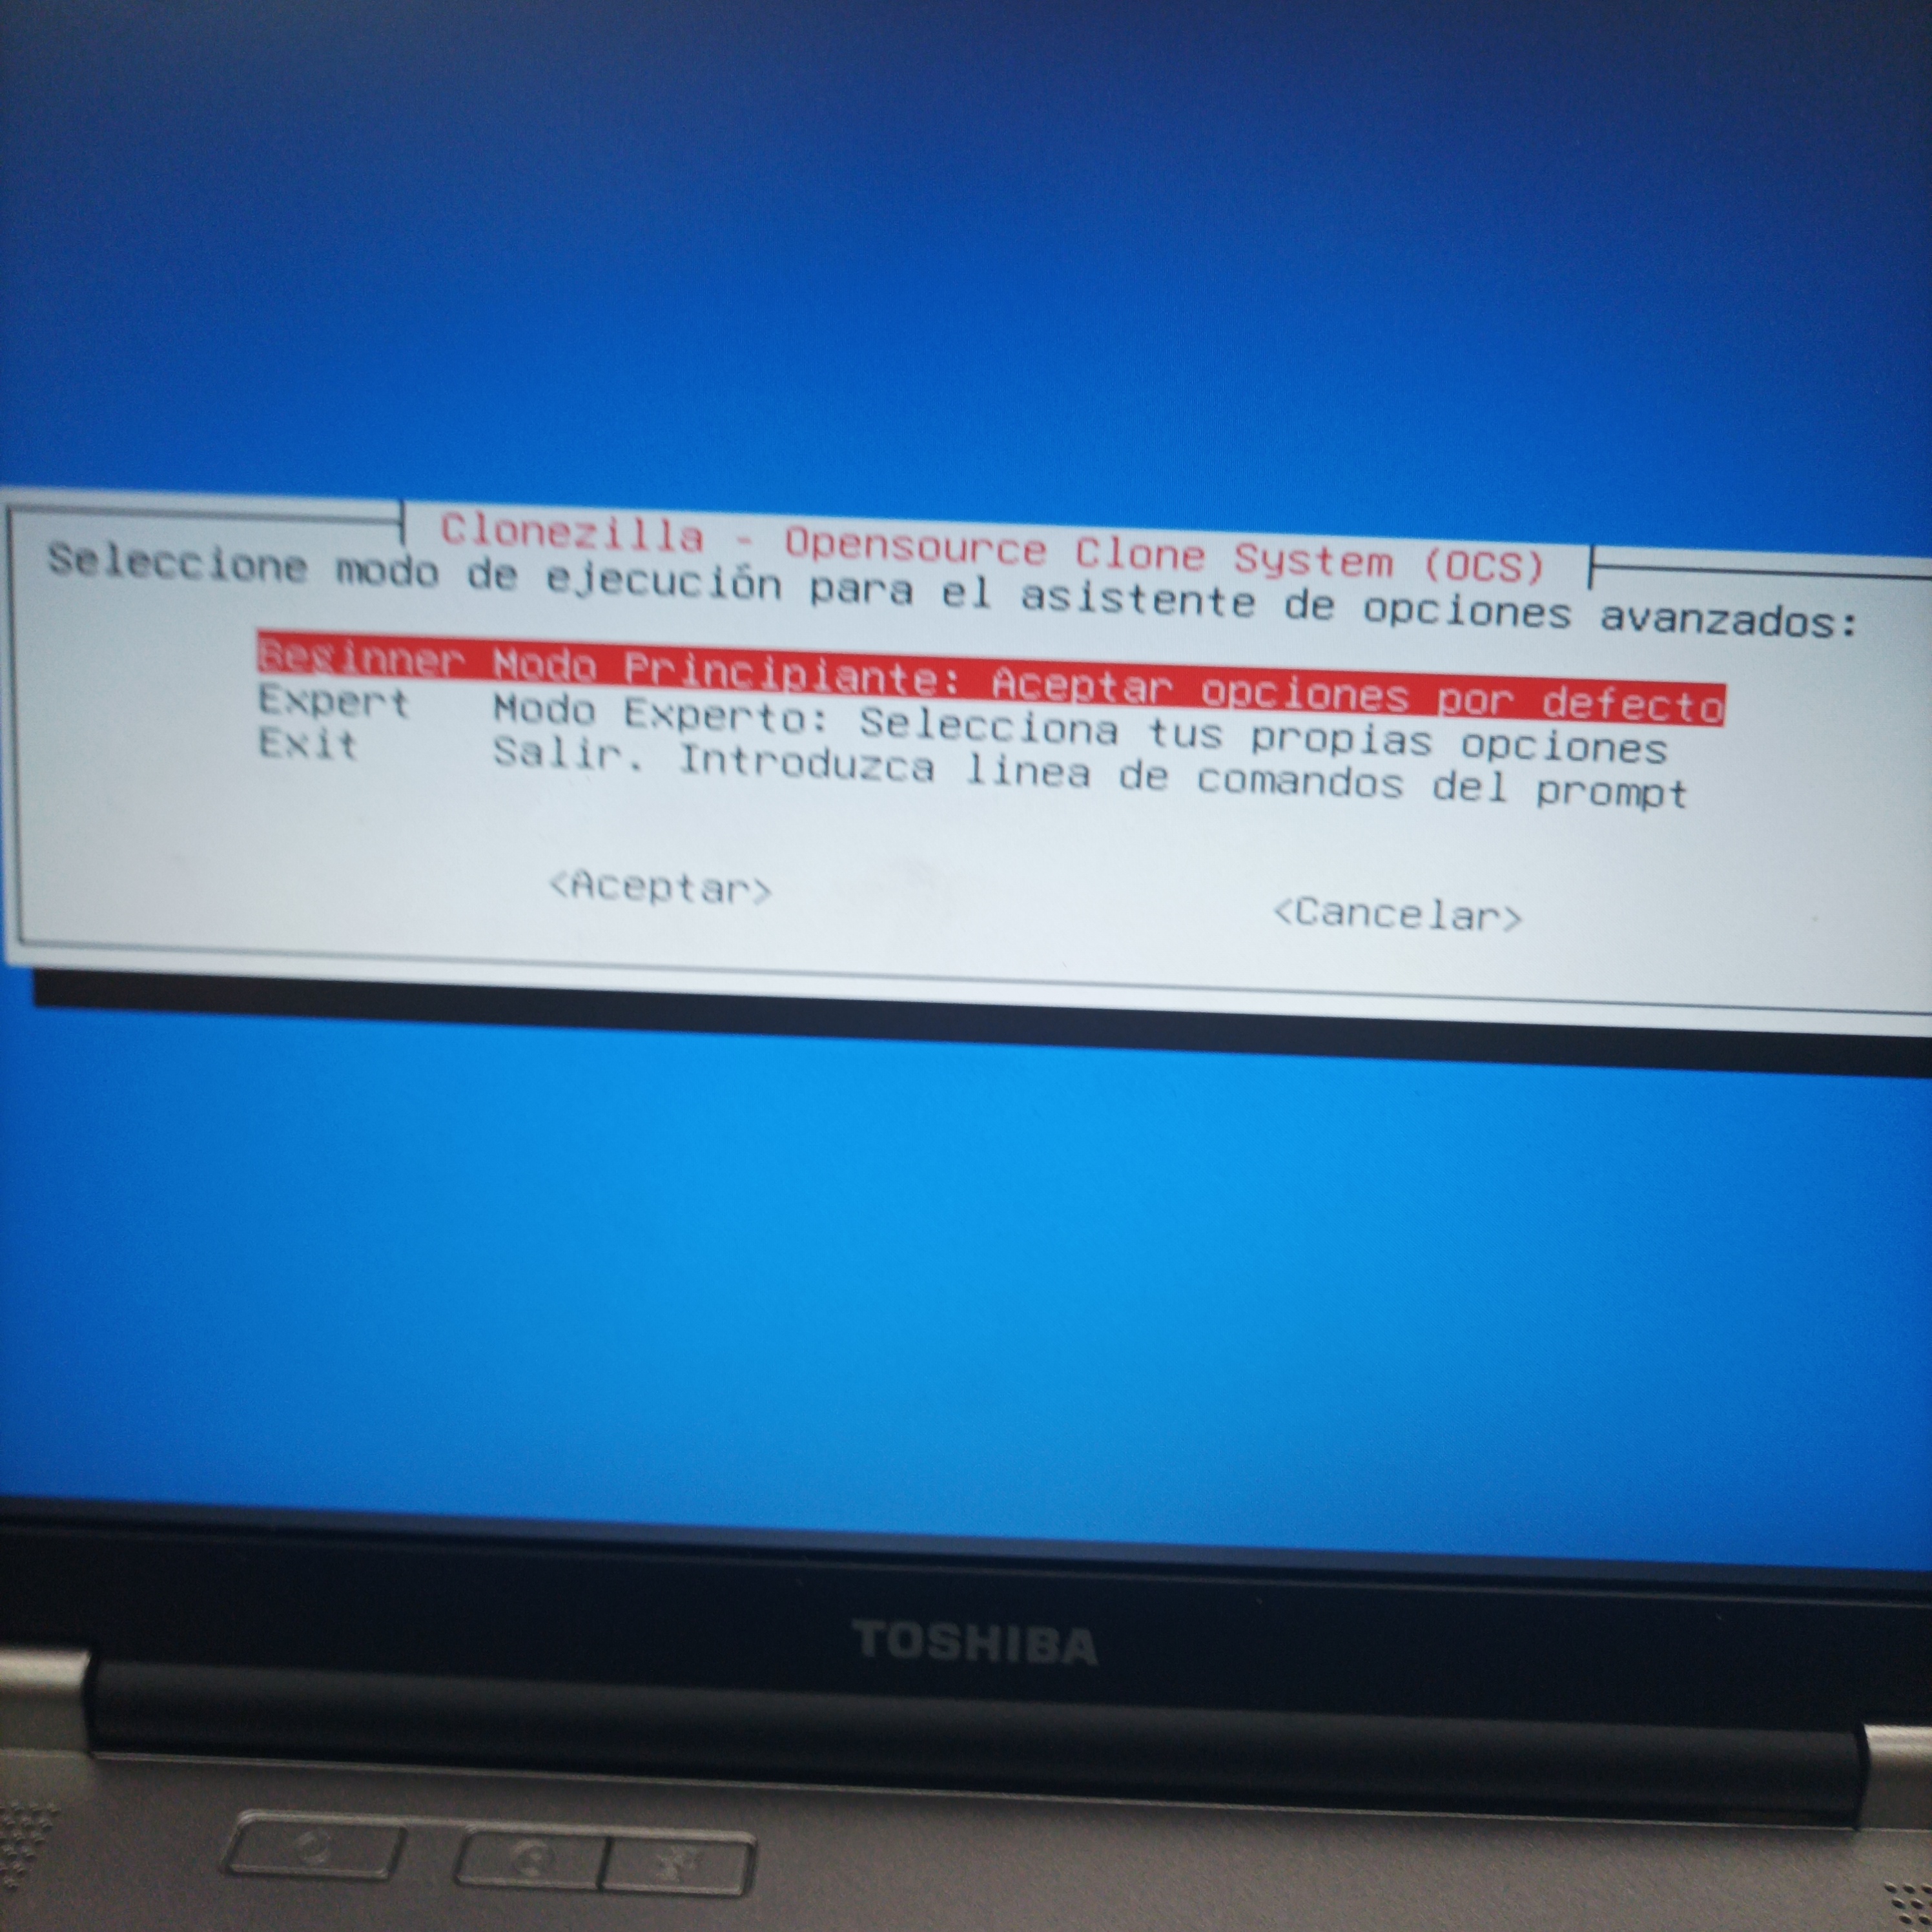 Clonezilla - Opensource Clone System (OCS)
Seleccione modo de ejecución para el asistente de opciones avanzados:
Beginner Modo Principiante: Aceptar opciones por defecto
Expert Modo Experto: Selecciona tus propias opciones
Exit Salir. Introduzca linea de comandos del prompt
<Aceptar> <Cancelar>
TOSHIBA